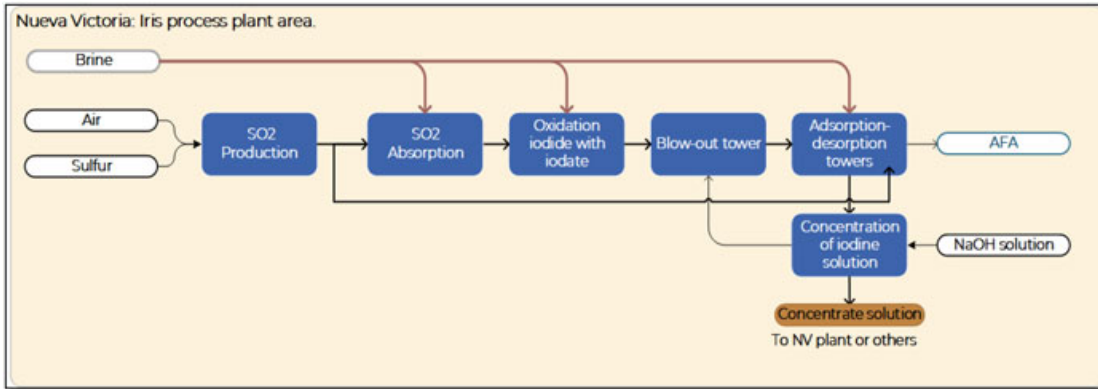 Nueva Victoria: Iris process plant area.
Brine
Air
Sulfur
SO2
Production
SO2
Absorption
Oxidation
iodide with
iodate
Blow-out tower
Adsorption-
desorption
towers
AFA
Concentration
of iodine
solution
NaOH solution
Concentrate solution
To NV plant or others